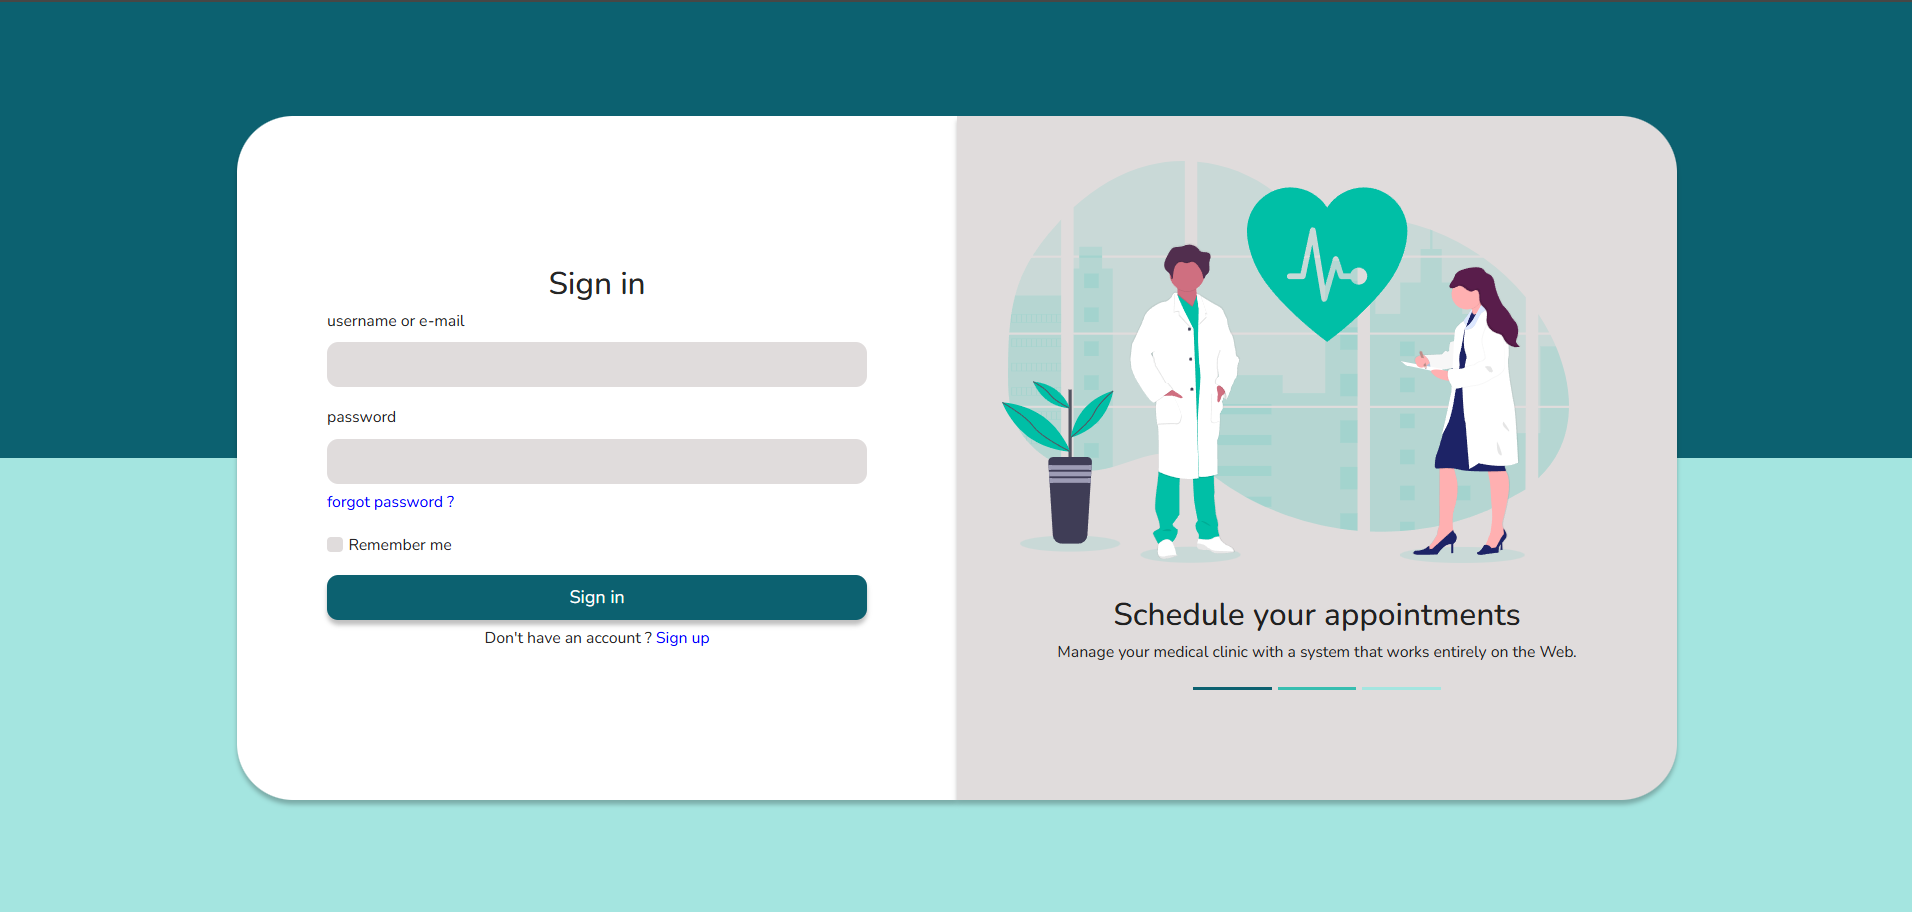 Sign in
username or e-mail
password
forgot password ?
Remember me
Sign in
Don't have an account ? Sign up
Schedule your appointments
Manage your medical clinic with a system that works entirely on the Web.